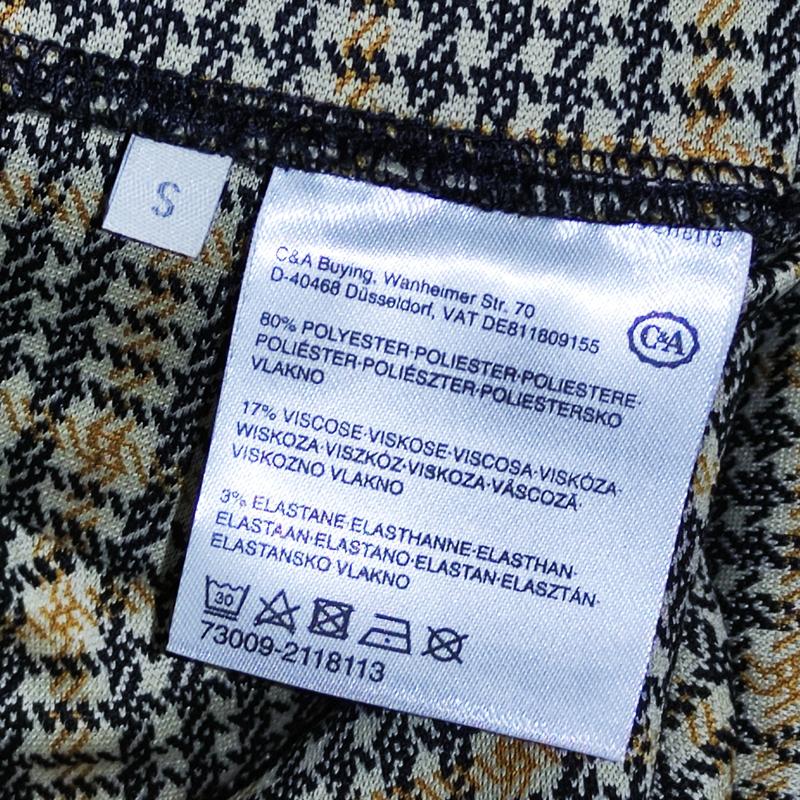 S
2118113
C&A Buying, Wanheimer Str. 70
D-40468 Düsseldorf, VAT DE811809155
C&A
80% POLYESTER·POLIESTER·POLIESTERE·
POLIÉSTER·POLIÉSZTER·POLIESTERSKO
VLAKNO
17% VISCOSE·VISKOSE·VISCOSA·VISKÓZA·
WISKOZA·VISZKÓZ·VISKOZA·VÂSCOZĂ·
VISKOZNO VLAKNO
3% ELASTANE·ELASTHANNE·ELASTHAN·
ELASTAAN·ELASTANO·ELASTAN·ELASZTÁN·
ELASTANSKO VLAKNO
30
73009-2118113